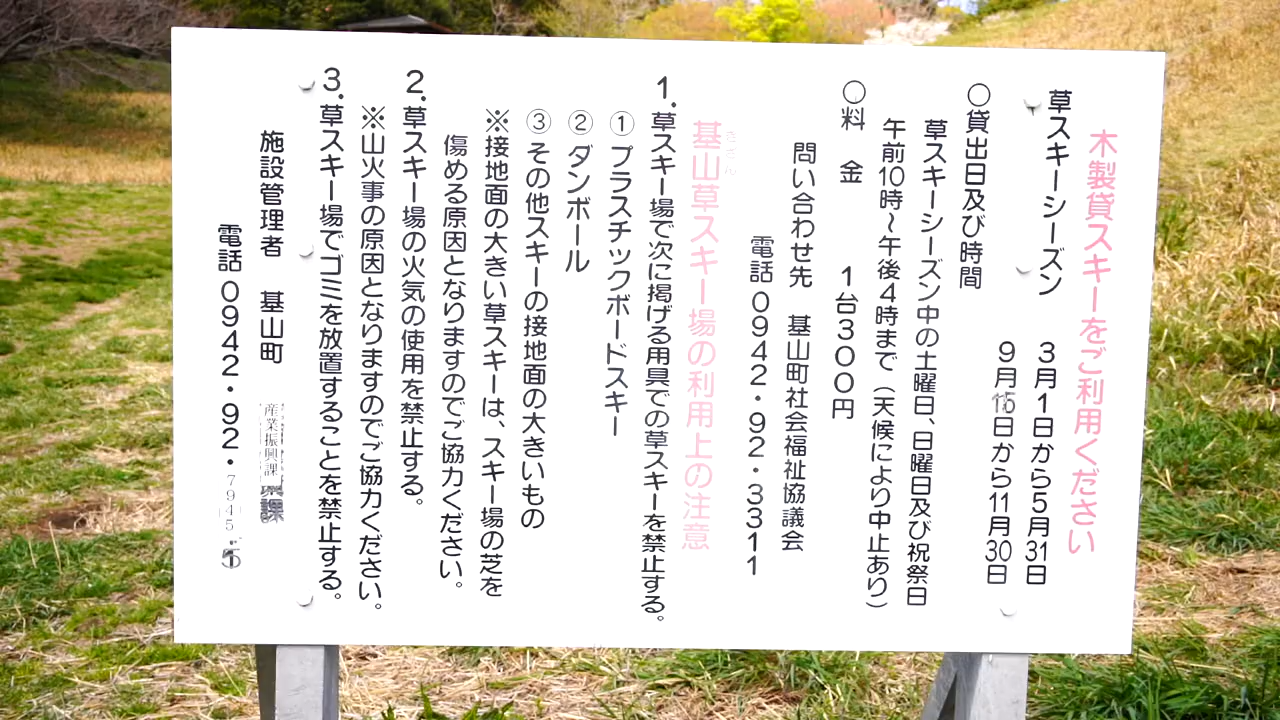 木製貸スキーをご利用ください
草スキーシーズン 3月1日から5月31日
9月15日から11月30日
〇貸出日及び時間
草スキーシーズン中の土曜日、日曜日及び祝祭日
午前10時〜午後4時まで（天候により中止あり）
〇料 金 1台300円
問い合わせ先 基山町社会福祉協議会
電話 0942・92・3311
基山草スキー場の利用上の注意
1.草スキー場で次に掲げる用具での草スキーを禁止する。
① プラスチックボードスキー
② ダンボール
③ その他スキーの接地面の大きいもの
※接地面の大きい草スキーは、スキー場の芝を
傷める原因となりますのでご協力ください。
2.草スキー場の火気の使用を禁止する。
※山火事の原因となりますのでご協力ください。
3.草スキー場でゴミを放置することを禁止する。
施設管理者 基山町 産業振興課
電話 0942・92・7945